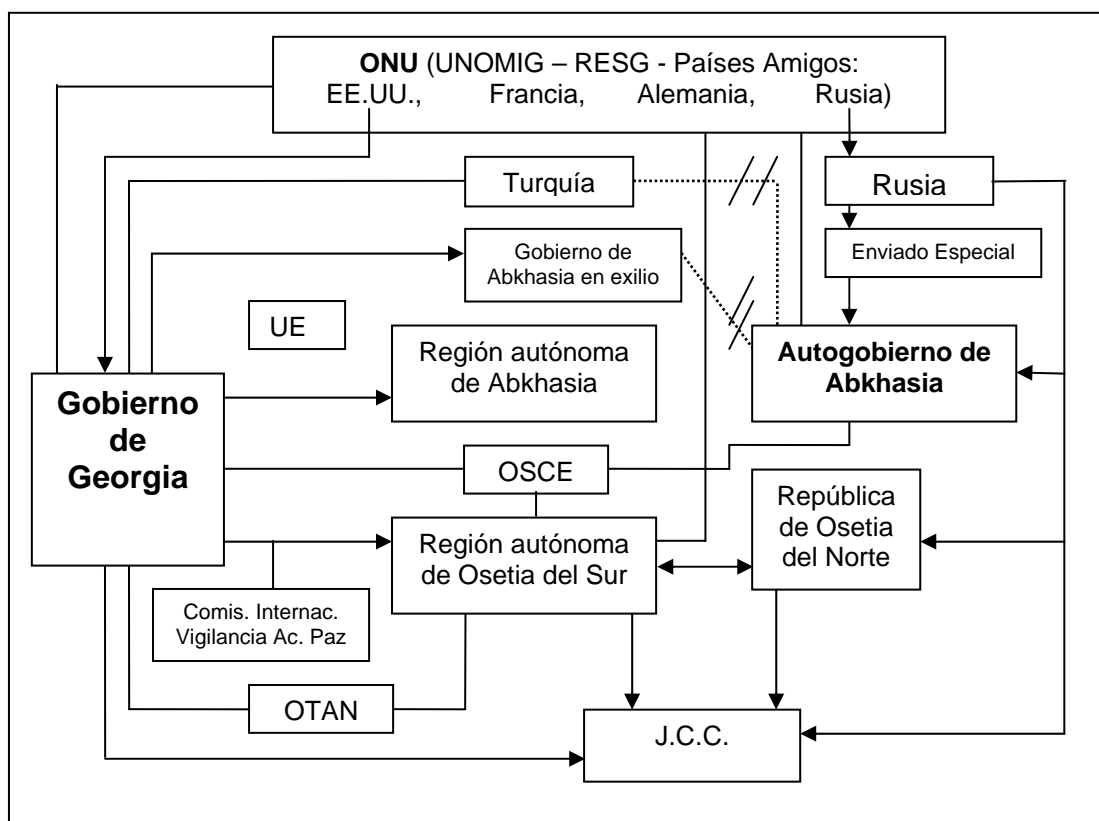 ONU (UNOMIG – RESG - Países Amigos:
EE.UU., Francia, Alemania, Rusia)
Turquía
Rusia
Gobierno de
Abkhasia en exilio
Enviado Especial
UE
Región autónoma
de Abkhasia
Autogobierno de
Abkhasia
Gobierno
de
Georgia
OSCE
República
de Osetia
del Norte
Región autónoma
de Osetia del Sur
Comis. Internac.
Vigilancia Ac. Paz
OTAN
J.C.C.